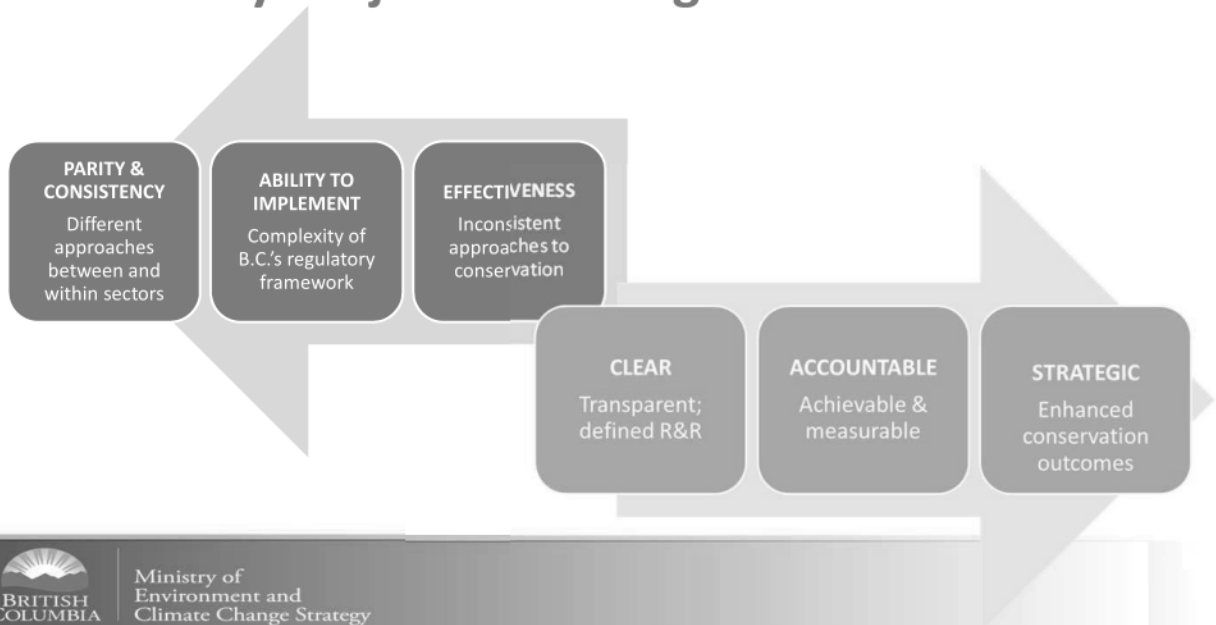 PARITY &
CONSISTENCY
Different
approaches
between and
within sectors
ABILITY TO
IMPLEMENT
Complexity of
B.C.'s regulatory
framework
EFFECTIVENESS
Inconsistent
approaches to
conservation
CLEAR
Transparent;
defined R&R
ACCOUNTABLE
Achievable &
measurable
STRATEGIC
Enhanced
conservation
outcomes
BRITISH
COLUMBIA
Ministry of
Environment and
Climate Change Strategy